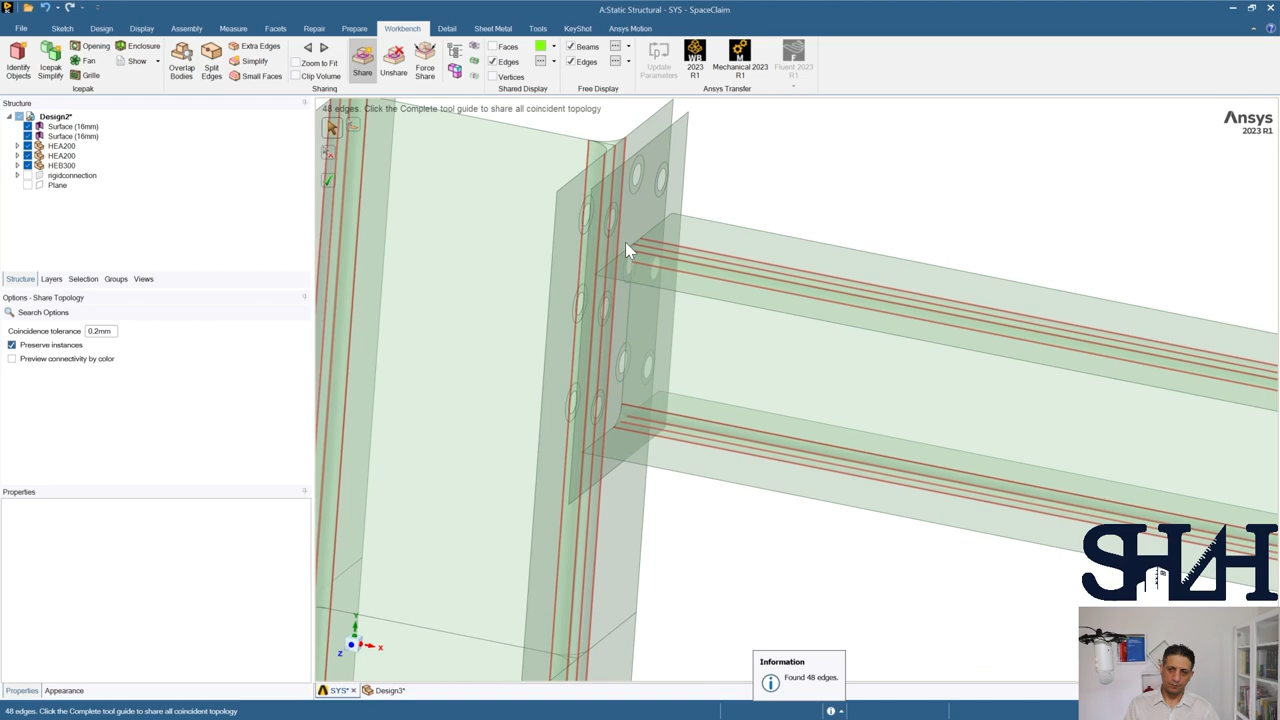 A:Static Structural - SYS - SpaceClaim
File Sketch Design Display Assembly Measure Facets Repair Prepare Workbench Detail Sheet Metal Tools KeyShot Ansys Motion
Identify Objects
Icepak Simplify
Opening
Fan
Grille
Enclosure
Show
Icepak
Overlap Bodies
Split Edges
Extra Edges
Simplify
Small Faces
Zoom to Fit
Clip Volume
Share
Unshare
Force Share
Sharing
Faces
Edges
Vertices
Shared Display
Beams
Edges
Free Display
Update Parameters
WB
2023 R1
M
Mechanical 2023 R1
F
Fluent 2023 R1
Ansys Transfer
Structure
Design2*
Surface (16mm)
Surface (16mm)
HEA200
HEA200
HEB300
rigidconnection
Plane
Structure Layers Selection Groups Views
Options - Share Topology
Search Options
Coincidence tolerance 0.2mm
Preserve instances
Preview connectivity by color
Properties
Properties Appearance
48 edges. Click the Complete tool guide to share all coincident topology
Ansys
2023 R1
Y
X
Z
Information
Found 48 edges.
SYS* Design3*
48 edges. Click the Complete tool guide to share all coincident topology